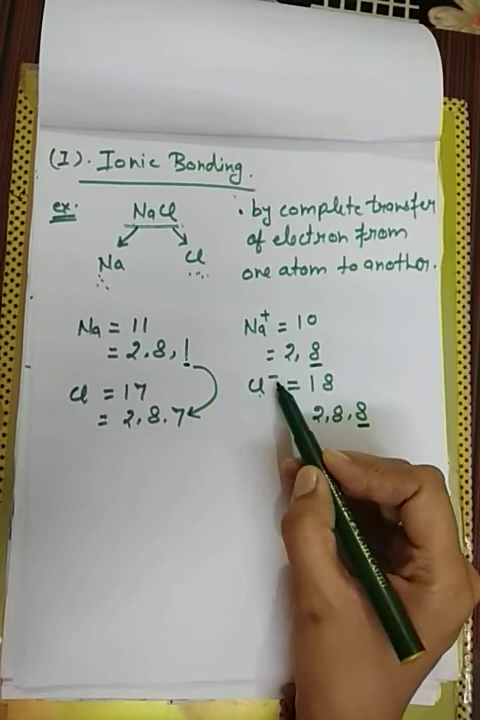 (I). Ionic Bonding.
ex.
NaCl
Na Cl
• by complete transfer
of electron from
one atom to another.
Na = 11
= 2,8,1
Cl = 17
= 2,8,7
Na+ = 10
= 2,8
Cl- = 18
2,8,8